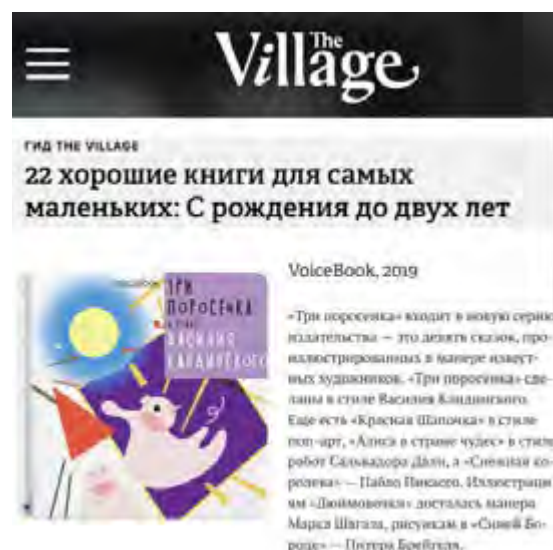 The Village
ГИД THE VILLAGE
22 хорошие книги для самых
маленьких: С рождения до двух лет
VoiceBook, 2019
ТРИ
ПОРОСЕНКА
ВАСИЛИЯ
КАНДИНСКОГО
«Три поросенка» входит в новую серию
издательства — это девять сказок, про-
иллюстрированных в манере извест-
ных художников. «Три поросенка» сде-
ланы в стиле Василия Кандинского.
Еще есть «Красная Шапочка» в стиле
поп-арт, «Алиса в стране чудес» в стиле
работ Сальвадора Дали, а «Снежная ко-
ролева» — Пабло Пикассо. Иллюстраци
ям «Дюймовочки» досталась манера
Марка Шагала, рисункам в «Синей Бо-
роде» — Питера Брейгеля.